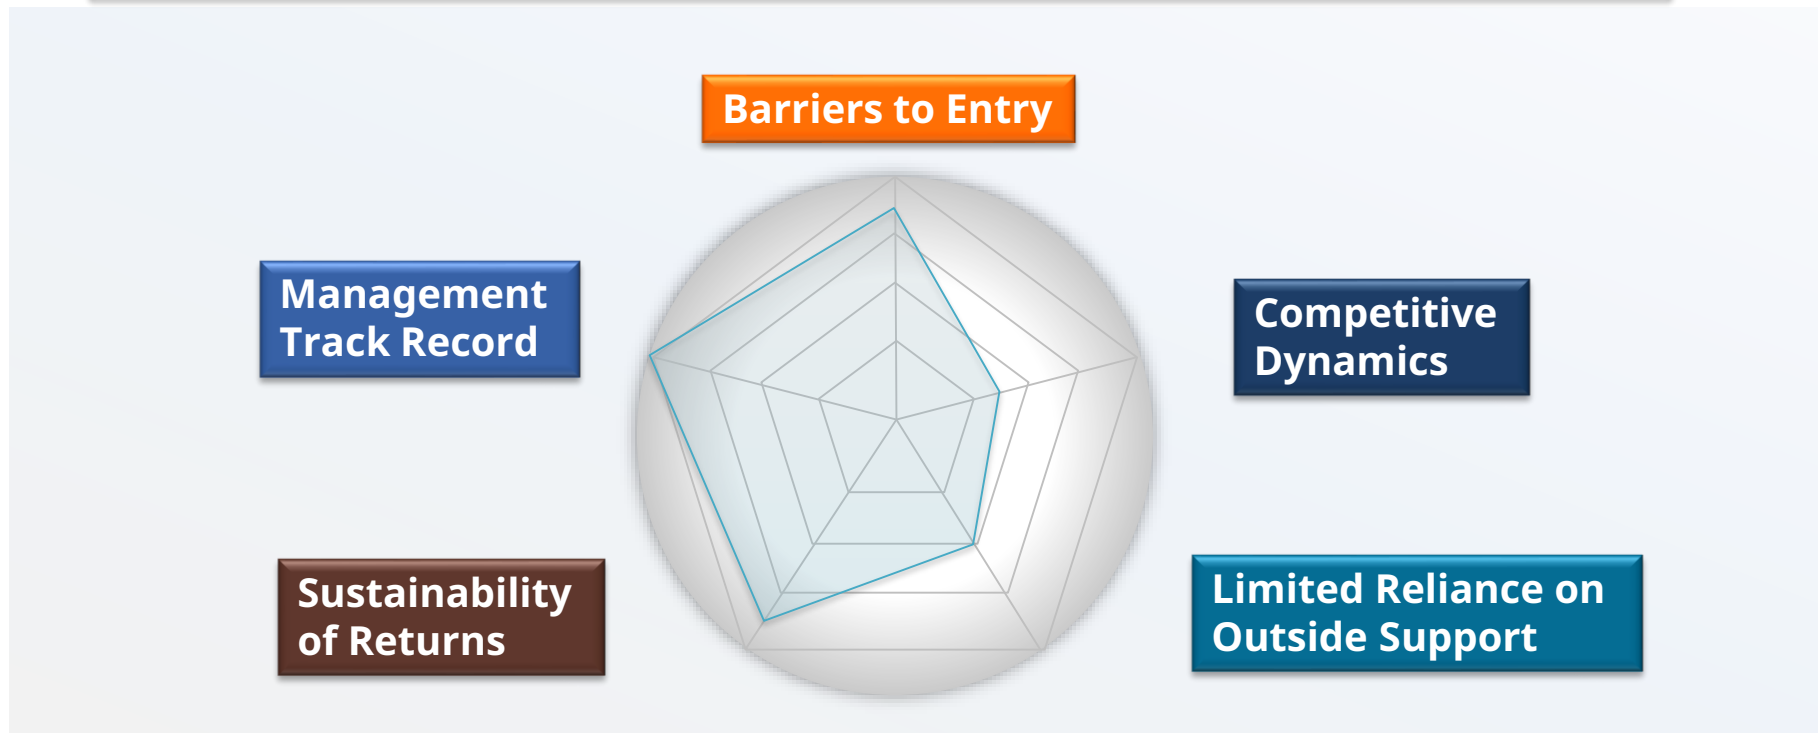 Barriers to Entry
Management
Track Record
Competitive
Dynamics
Sustainability
of Returns
Limited Reliance on
Outside Support